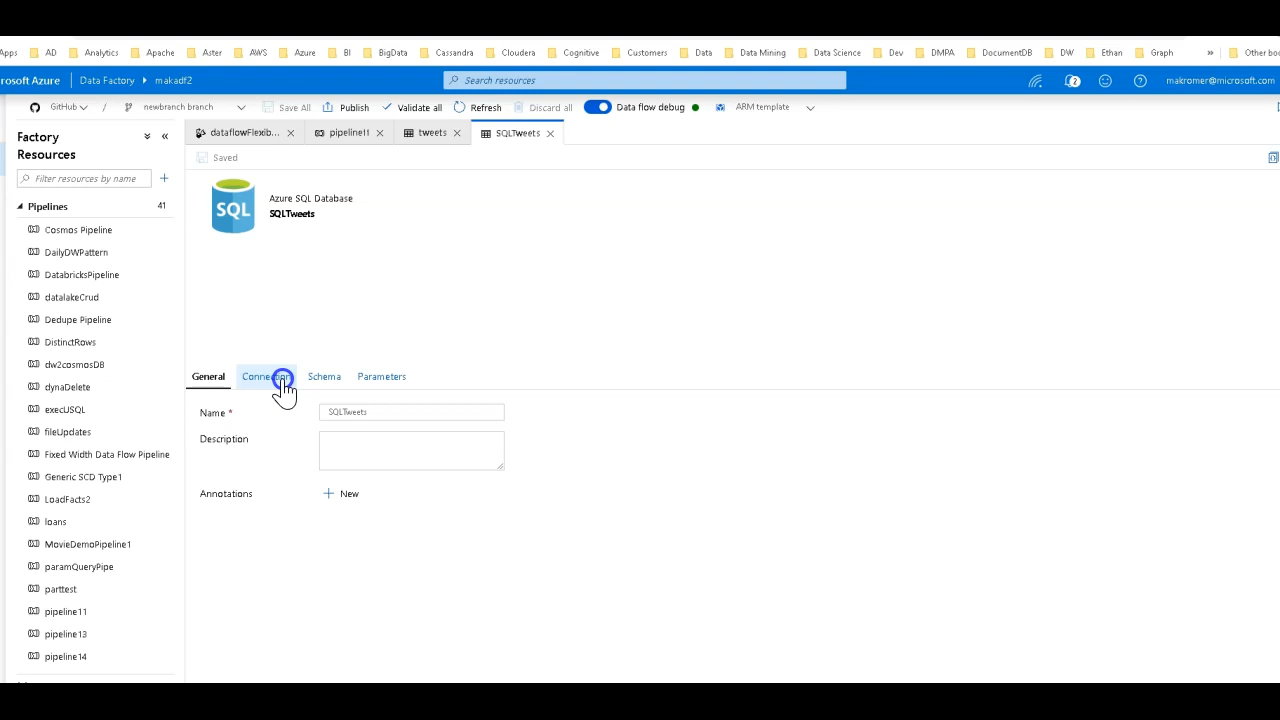 Apps AD Analytics Apache Aster AWS Azure BI BigData Cassandra Cloudera Cognitive Customers Data Data Mining Data Science Dev DMPA DocumentDB DW Ethan Graph » Other boo
rosoft Azure Data Factory makadf2 Search resources 2 makromer@microsoft.com
GitHub / newbranch branch Save All Publish Validate all Refresh Discard all Data flow debug ARM template
Factory Resources
dataflowFlexib... pipeline11 tweets SQLTweets
Saved
Filter resources by name
SQL
Azure SQL Database
SQLTweets
Pipelines 41
Cosmos Pipeline
DailyDWPattern
DatabricksPipeline
datalakeCrud
Dedupe Pipeline
DistinctRows
dw2cosmosDB
dynaDelete
execUSQL
fileUpdates
Fixed Width Data Flow Pipeline
Generic SCD Type1
LoadFacts2
loans
MovieDemoPipeline1
paramQueryPipe
parttest
pipeline11
pipeline13
pipeline14
General Connection Schema Parameters
Name * SQLTweets
Description
Annotations New